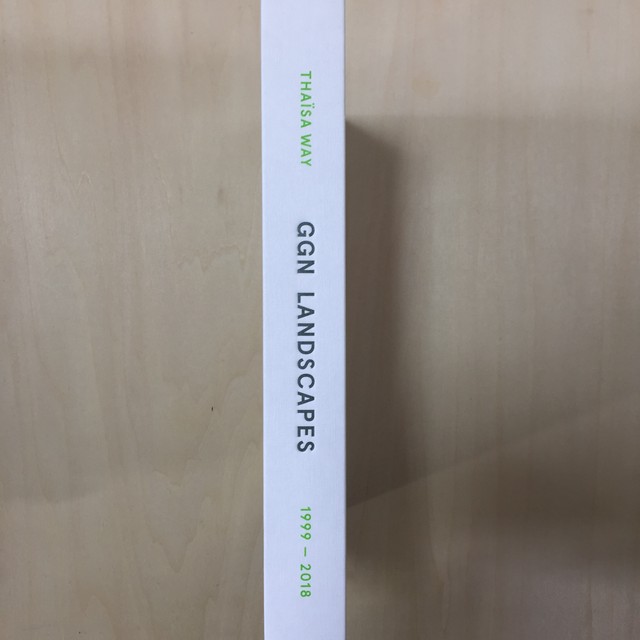 THAÏSA WAY
GGN LANDSCAPES
1999 – 2018